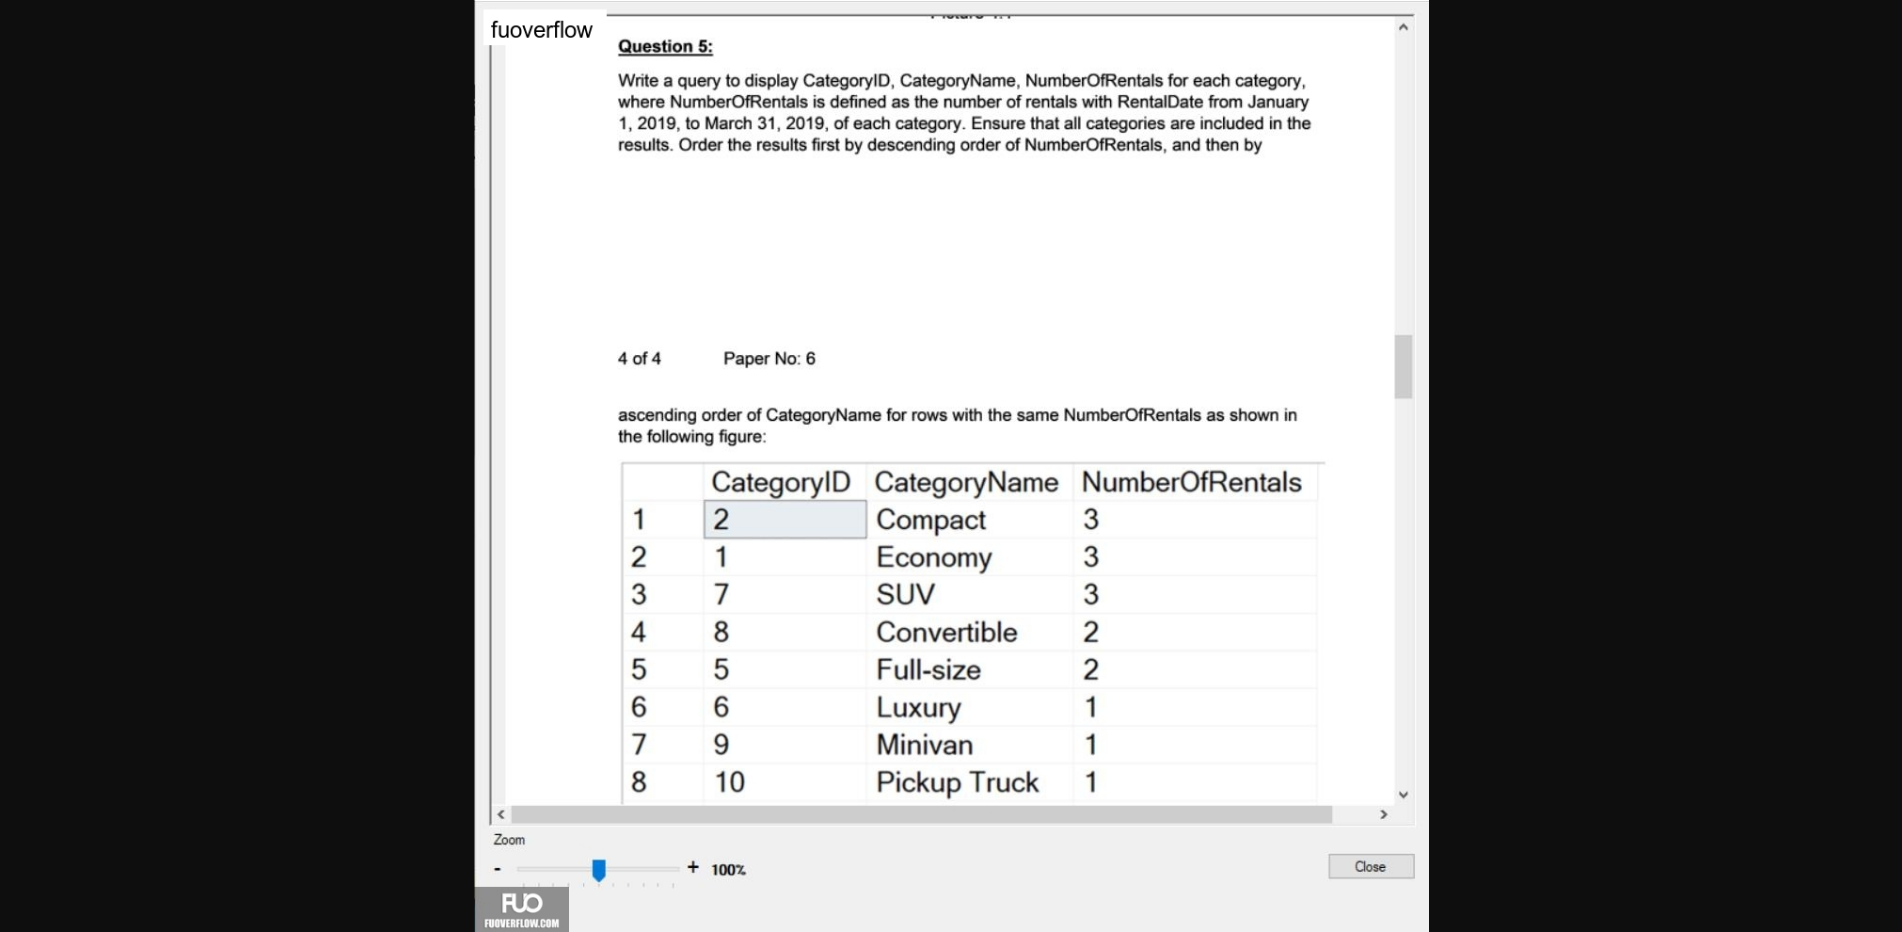 fuoverflow
Question 5:
Write a query to display CategoryID, CategoryName, NumberOfRentals for each category,
where NumberOfRentals is defined as the number of rentals with RentalDate from January
1, 2019, to March 31, 2019, of each category. Ensure that all categories are included in the
results. Order the results first by descending order of NumberOfRentals, and then by
4 of 4 Paper No: 6
ascending order of CategoryName for rows with the same NumberOfRentals as shown in
the following figure:
CategoryID CategoryName NumberOfRentals
1 2 Compact 3
2 1 Economy 3
3 7 SUV 3
4 8 Convertible 2
5 5 Full-size 2
6 6 Luxury 1
7 9 Minivan 1
8 10 Pickup Truck 1
Zoom
- + 100%
Close
FUO
FUOVERFLOW.COM